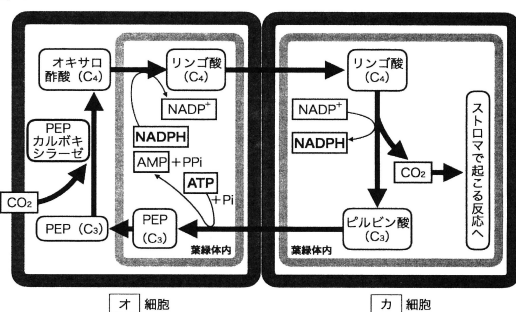 オキサロ
酢酸（C₄）
リンゴ酸
（C₄）
NADP⁺
NADPH
AMP+PPi
ATP
+Pi
PEP
カルボキ
シラーゼ
CO₂
PEP（C₃）
PEP
（C₃）
葉緑体内
リンゴ酸
（C₄）
NADP⁺
NADPH
CO₂
ピルビン酸
（C₃）
葉緑体内
ストロマで起こる反応へ
オ 細胞
カ 細胞